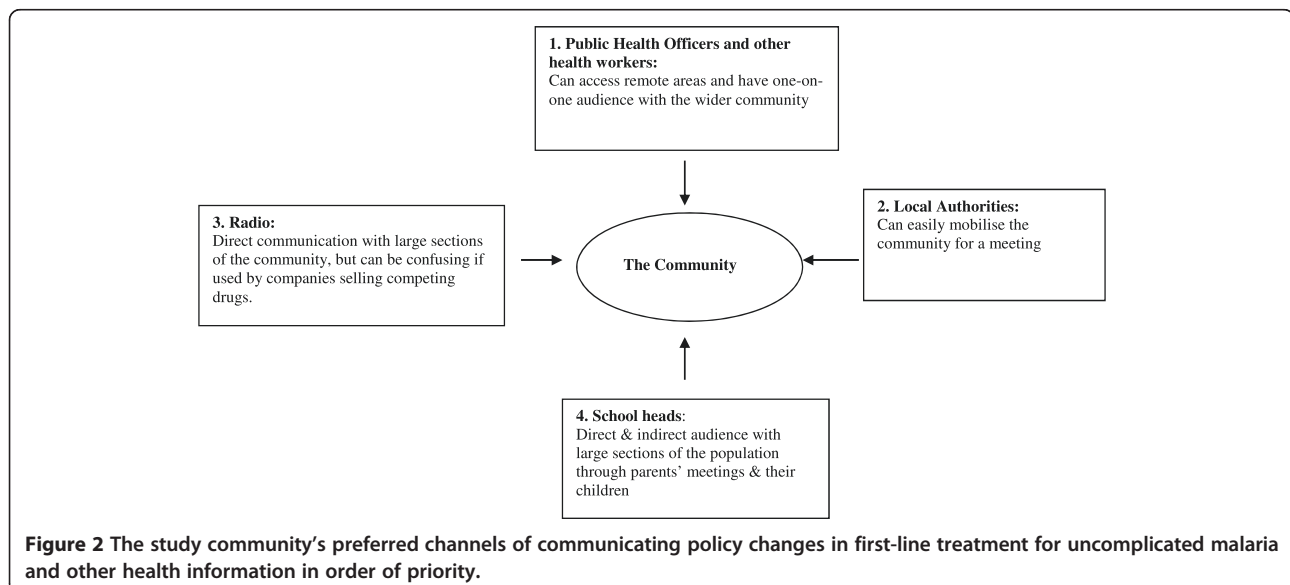 1. Public Health Officers and other
health workers:
Can access remote areas and have one-on-
one audience with the wider community
3. Radio:
Direct communication with large sections
of the community, but can be confusing if
used by companies selling competing
drugs.
The Community
2. Local Authorities:
Can easily mobilise the
community for a meeting
4. School heads:
Direct & indirect audience with
large sections of the population
through parents’ meetings & their
children
Figure 2 The study community’s preferred channels of communicating policy changes in first-line treatment for uncomplicated malaria
and other health information in order of priority.